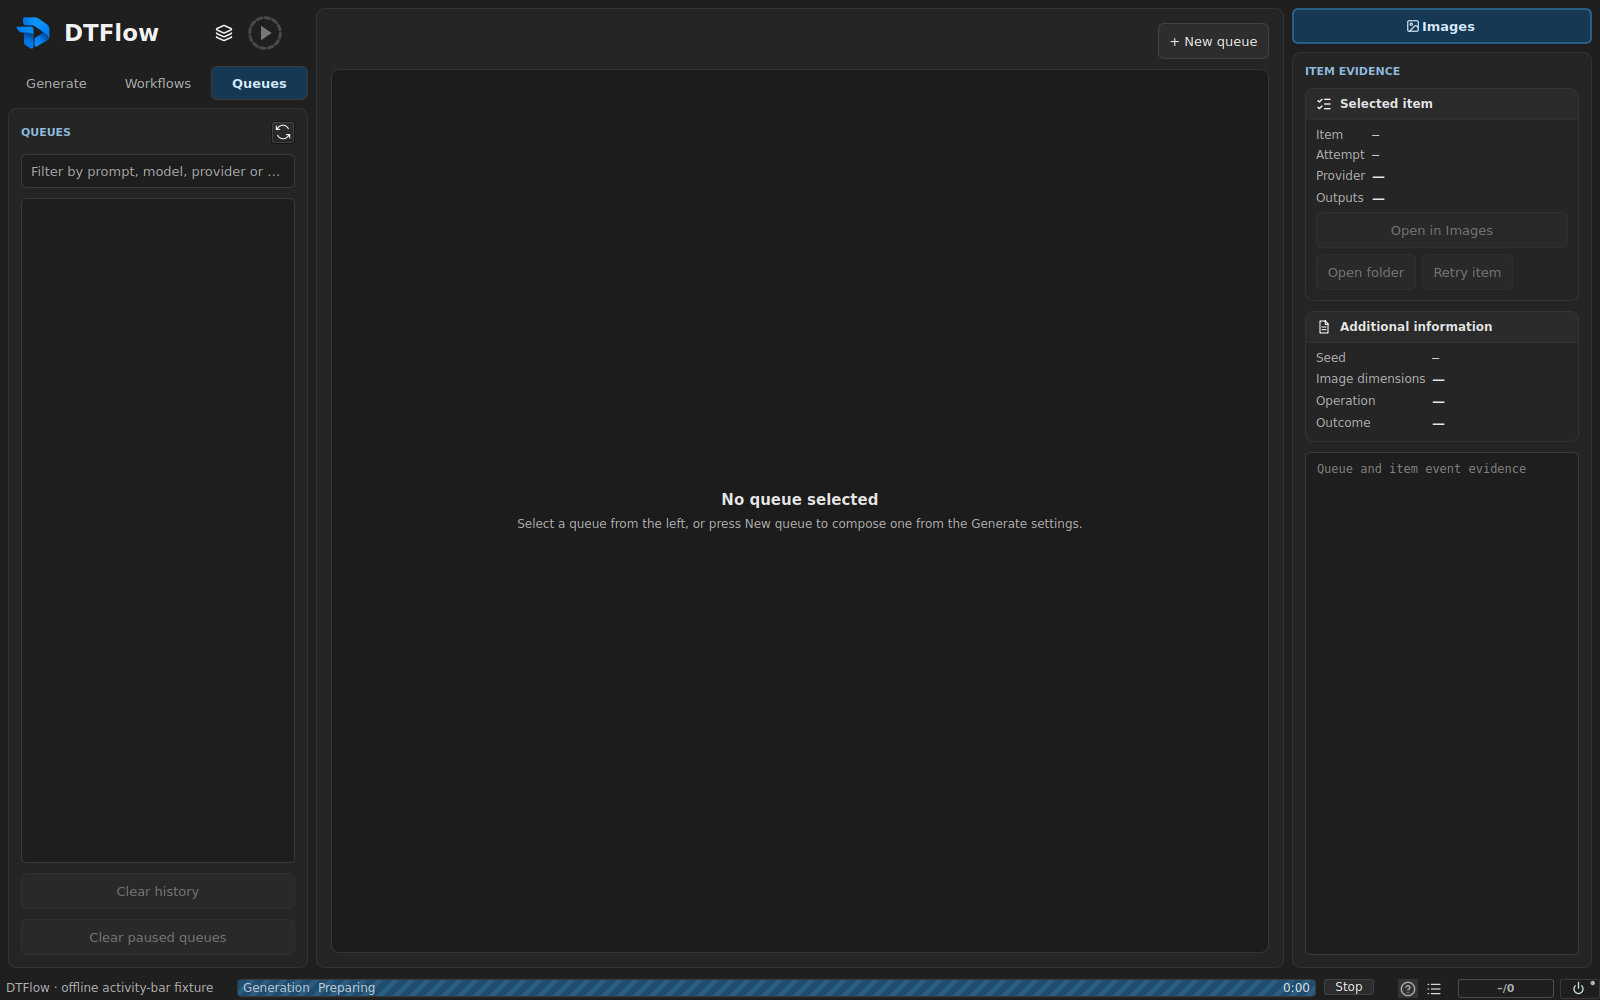 DTFlow
Generate
Workflows
Queues
QUEUES
Filter by prompt, model, provider or ...
Clear history
Clear paused queues
+ New queue
No queue selected
Select a queue from the left, or press New queue to compose one from the Generate settings.
Images
ITEM EVIDENCE
Selected item
Item –
Attempt –
Provider —
Outputs —
Open in Images
Open folder
Retry item
Additional information
Seed –
Image dimensions —
Operation —
Outcome —
Queue and item event evidence
DTFlow · offline activity-bar fixture
Generation Preparing
0:00
Stop
–/0